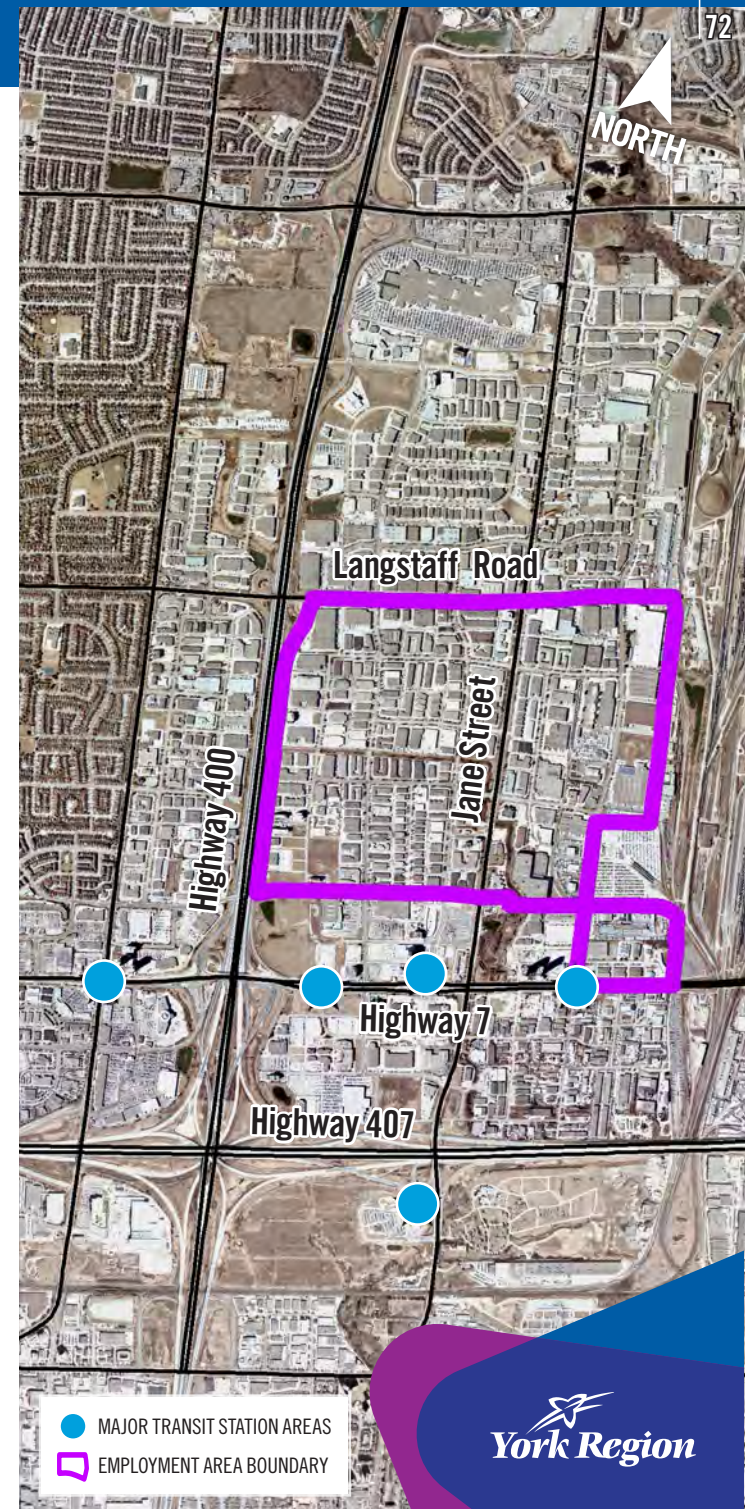 72
NORTH
Langstaff Road
Jane Street
Highway 400
Highway 7
Highway 407
MAJOR TRANSIT STATION AREAS
EMPLOYMENT AREA BOUNDARY
York Region